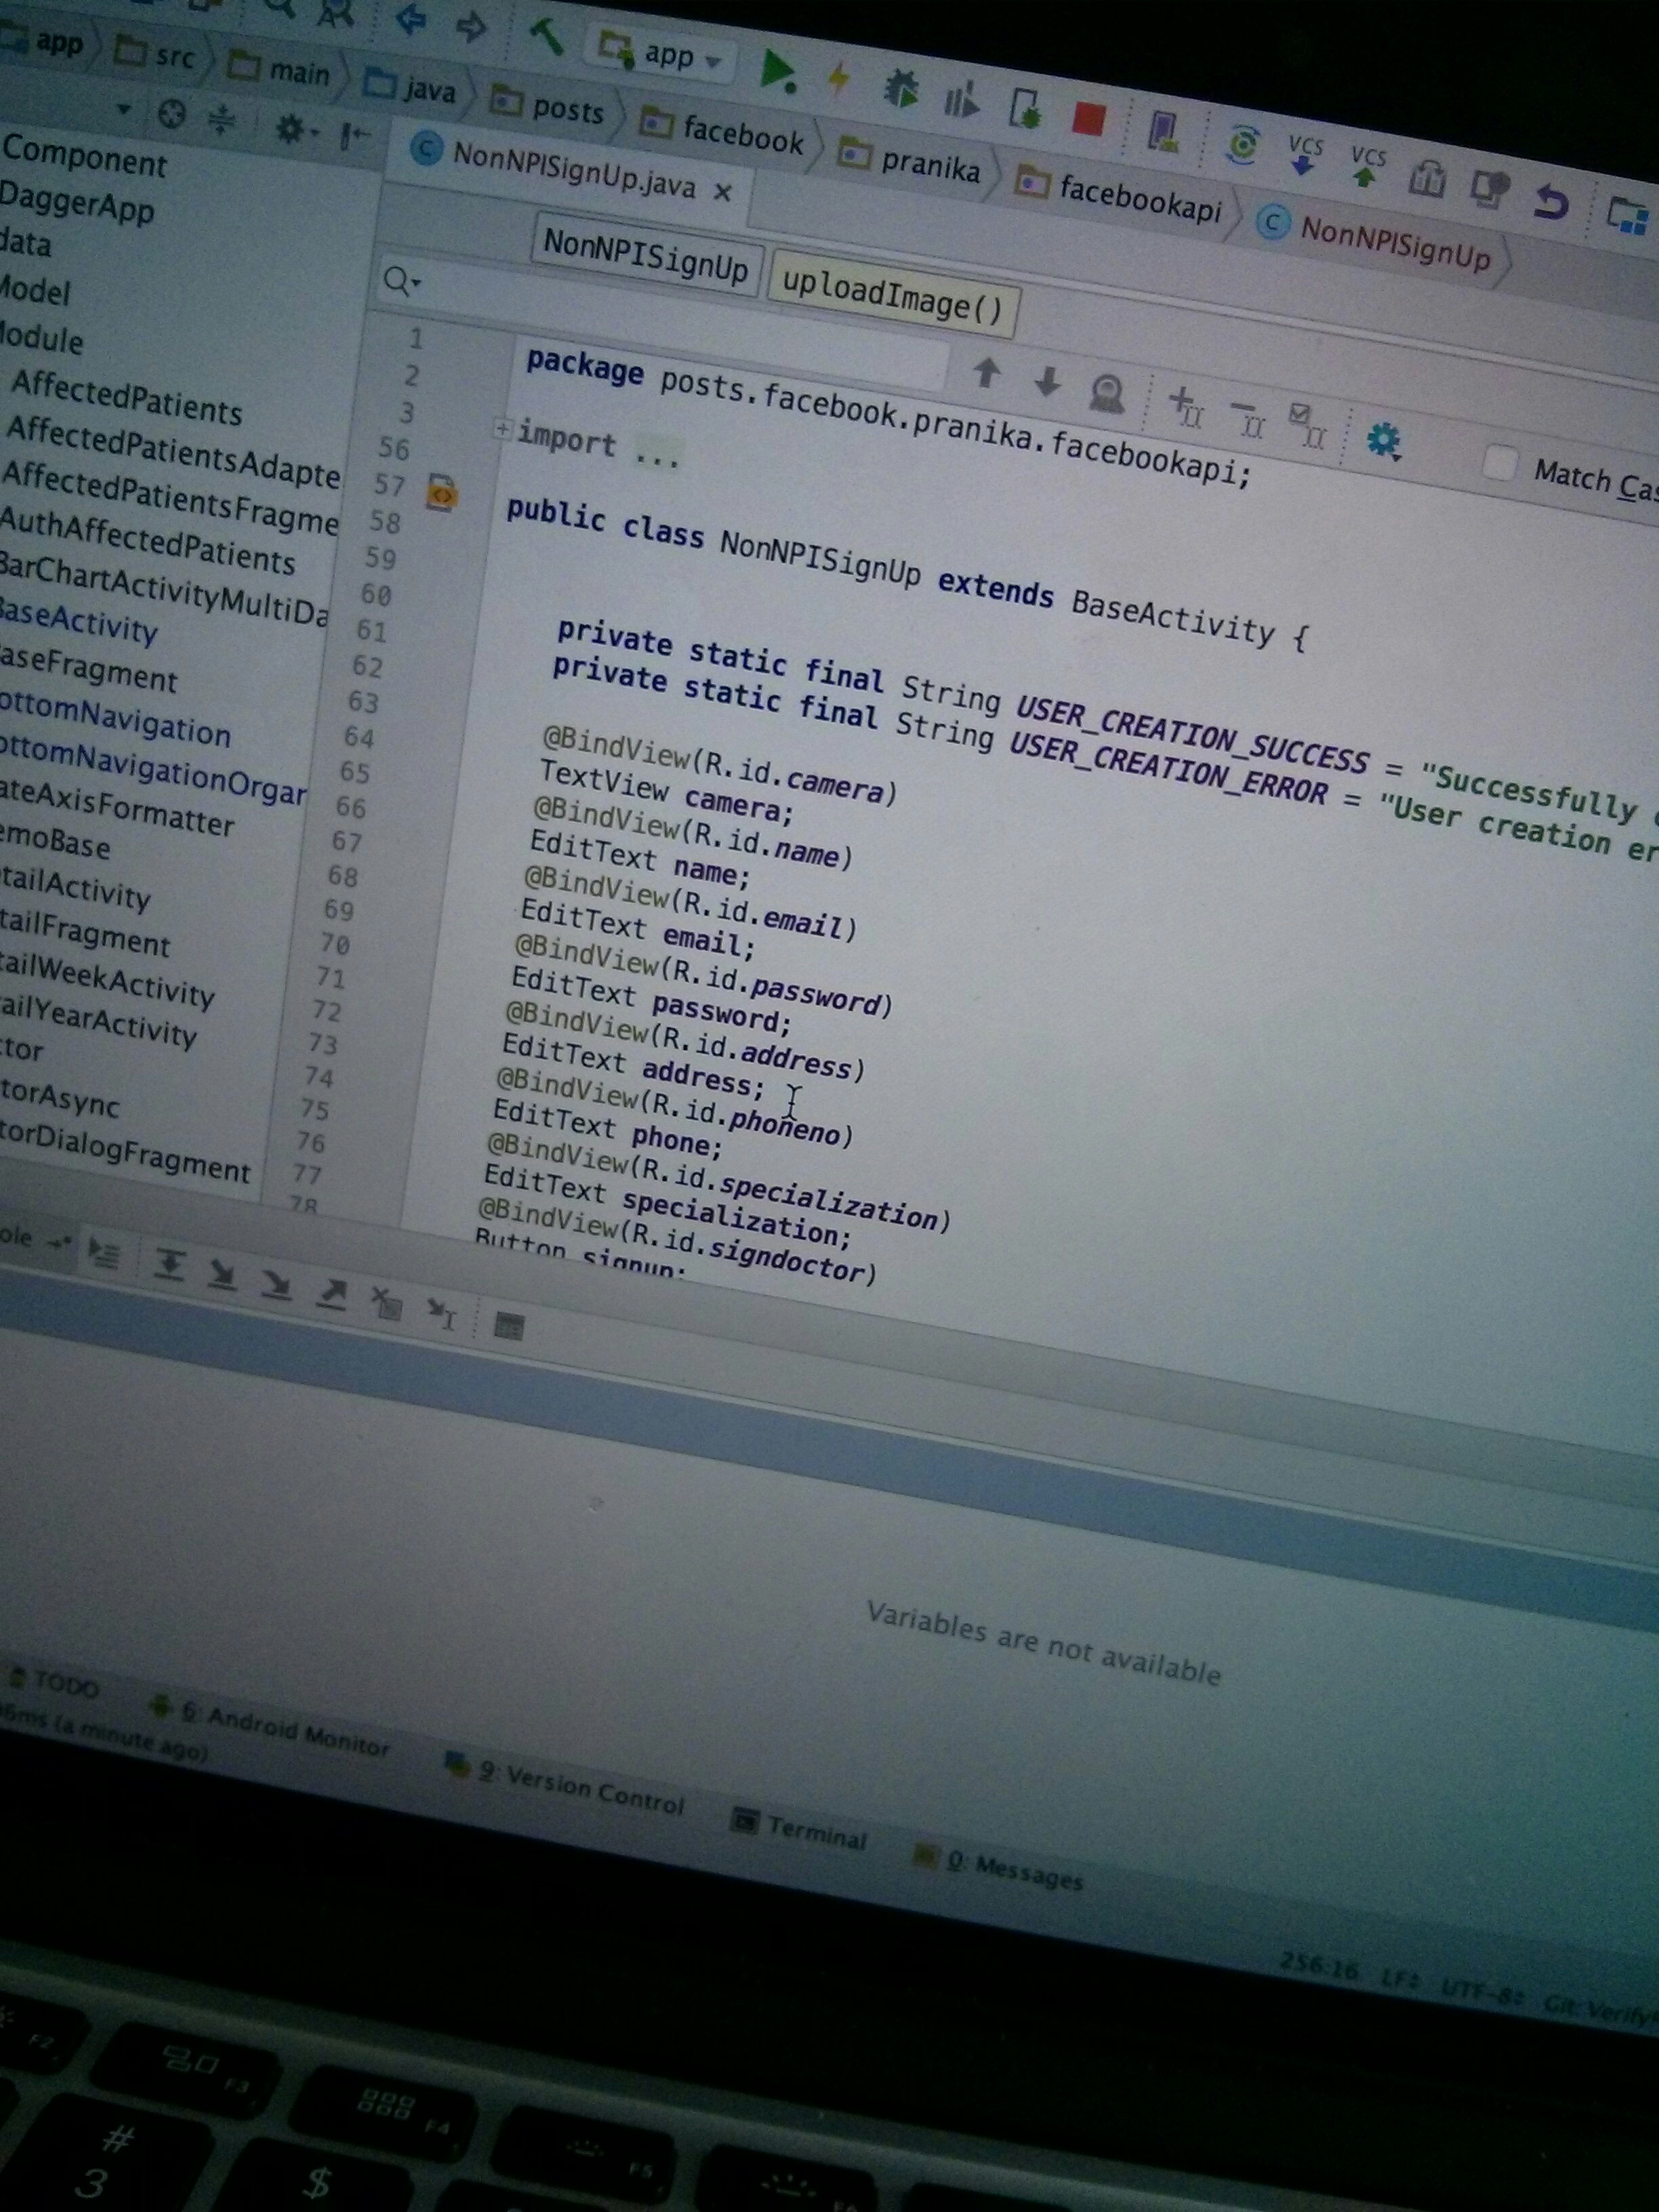 app
app src main java posts facebook pranika facebookapi NonNPISignUp
VCS VCS
NonNPISignUp.java
NonNPISignUp uploadImage()
Match Cas
Component
DaggerApp
data
Model
Module
AffectedPatients
AffectedPatientsAdapte
AffectedPatientsFragme
AuthAffectedPatients
BarChartActivityMultiDa
BaseActivity
aseFragment
ottomNavigation
ottomNavigationOrgar
ateAxisFormatter
emoBase
tailActivity
tailFragment
tailWeekActivity
ailYearActivity
ctor
torAsync
torDialogFragment
1
2
3
56
57
58
59
60
61
62
63
64
65
66
67
68
69
70
71
72
73
74
75
76
77
78
package posts.facebook.pranika.facebookapi;
import ...
public class NonNPISignUp extends BaseActivity {
private static final String USER_CREATION_SUCCESS = "Successfully
private static final String USER_CREATION_ERROR = "User creation er
@BindView(R.id.camera)
TextView camera;
@BindView(R.id.name)
EditText name;
@BindView(R.id.email)
EditText email;
@BindView(R.id.password)
EditText password;
@BindView(R.id.address)
EditText address;
@BindView(R.id.phoneno)
EditText phone;
@BindView(R.id.specialization)
EditText specialization;
@BindView(R.id.signdoctor)
Button signup;
ole
Variables are not available
TODO 6: Android Monitor 9: Version Control Terminal 0: Messages
6ms (a minute ago)
256:16 LF UTF-8 Git: Verify
F2 F3 F4 F5 F6
#
3
$